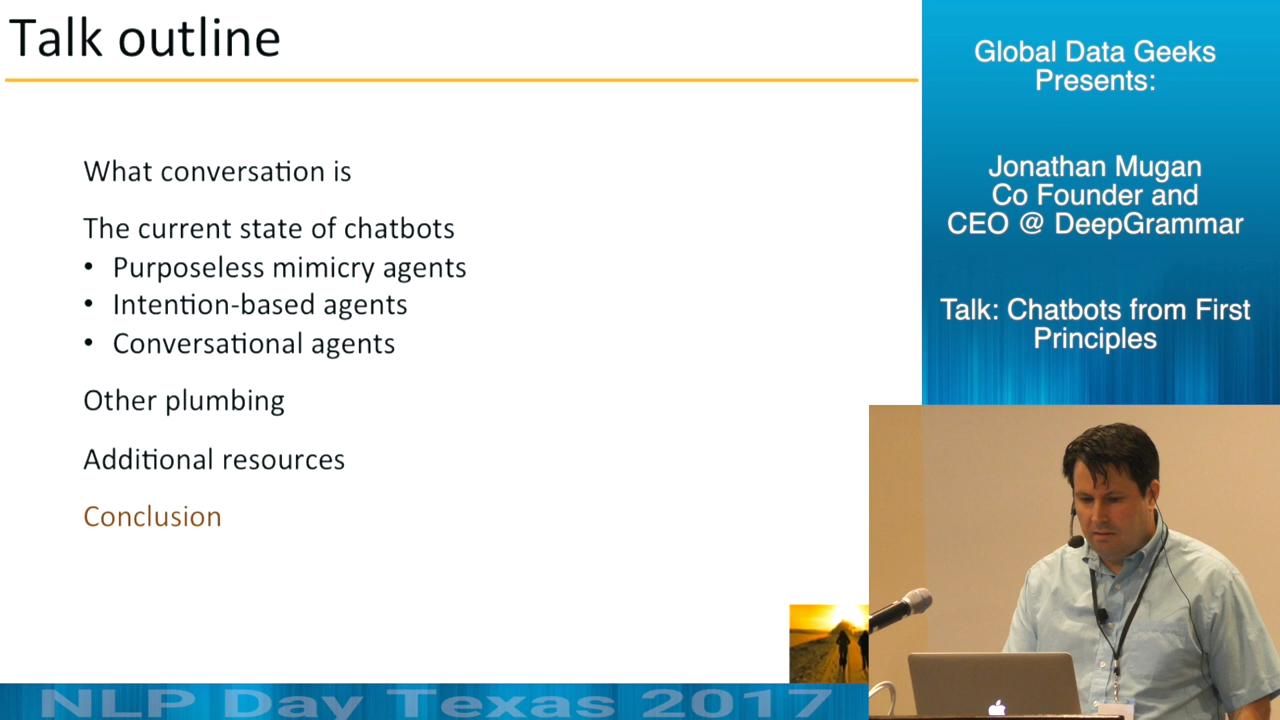 Talk outline
What conversation is
The current state of chatbots
• Purposeless mimicry agents
• Intention-based agents
• Conversational agents
Other plumbing
Additional resources
Conclusion
Global Data Geeks
Presents:
Jonathan Mugan
Co Founder and
CEO @ DeepGrammar
Talk: Chatbots from First
Principles
NLP Day Texas 2017